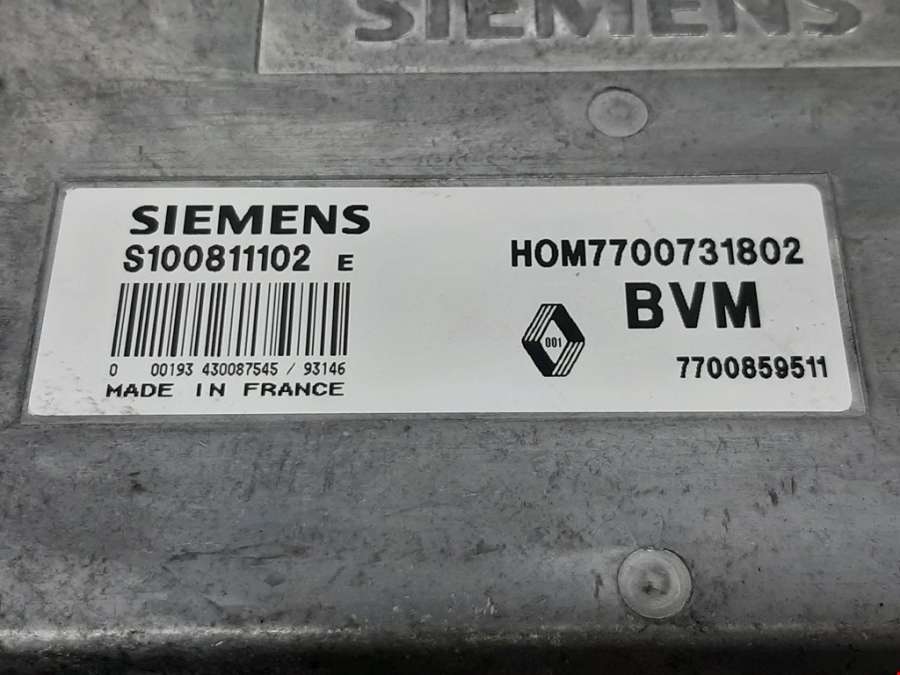 SIEMENS
SIEMENS
S100811102 E
0 00193 430087545 / 93146
MADE IN FRANCE
HOM7700731802
BVM
001
7700859511